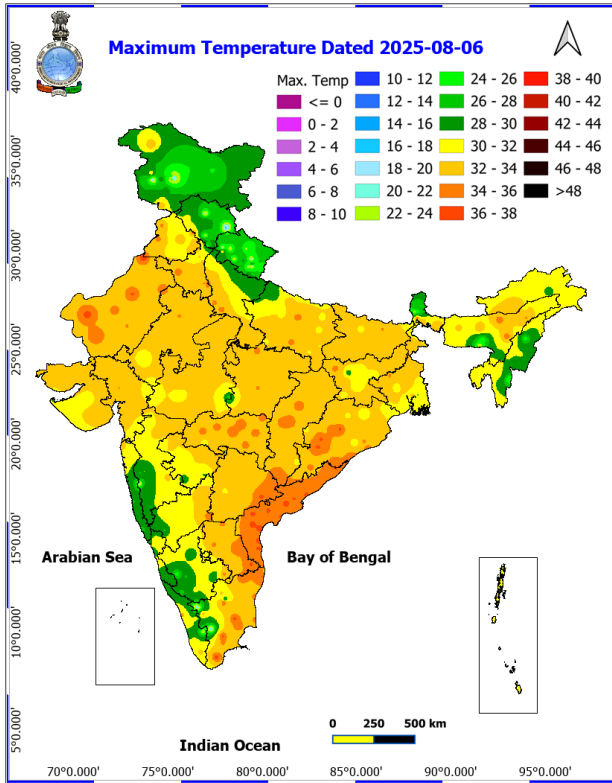 Maximum Temperature Dated 2025-08-06
Max. Temp
<= 0
0 - 2
2 - 4
4 - 6
6 - 8
8 - 10
10 - 12
12 - 14
14 - 16
16 - 18
18 - 20
20 - 22
22 - 24
24 - 26
26 - 28
28 - 30
30 - 32
32 - 34
34 - 36
36 - 38
38 - 40
40 - 42
42 - 44
44 - 46
46 - 48
>48
40°0.000'
35°0.000'
30°0.000'
25°0.000'
20°0.000'
15°0.000'
10°0.000'
5°0.000'
Arabian Sea
Bay of Bengal
0 250 500 km
Indian Ocean
70°0.000' 75°0.000' 80°0.000' 85°0.000' 90°0.000' 95°0.000'